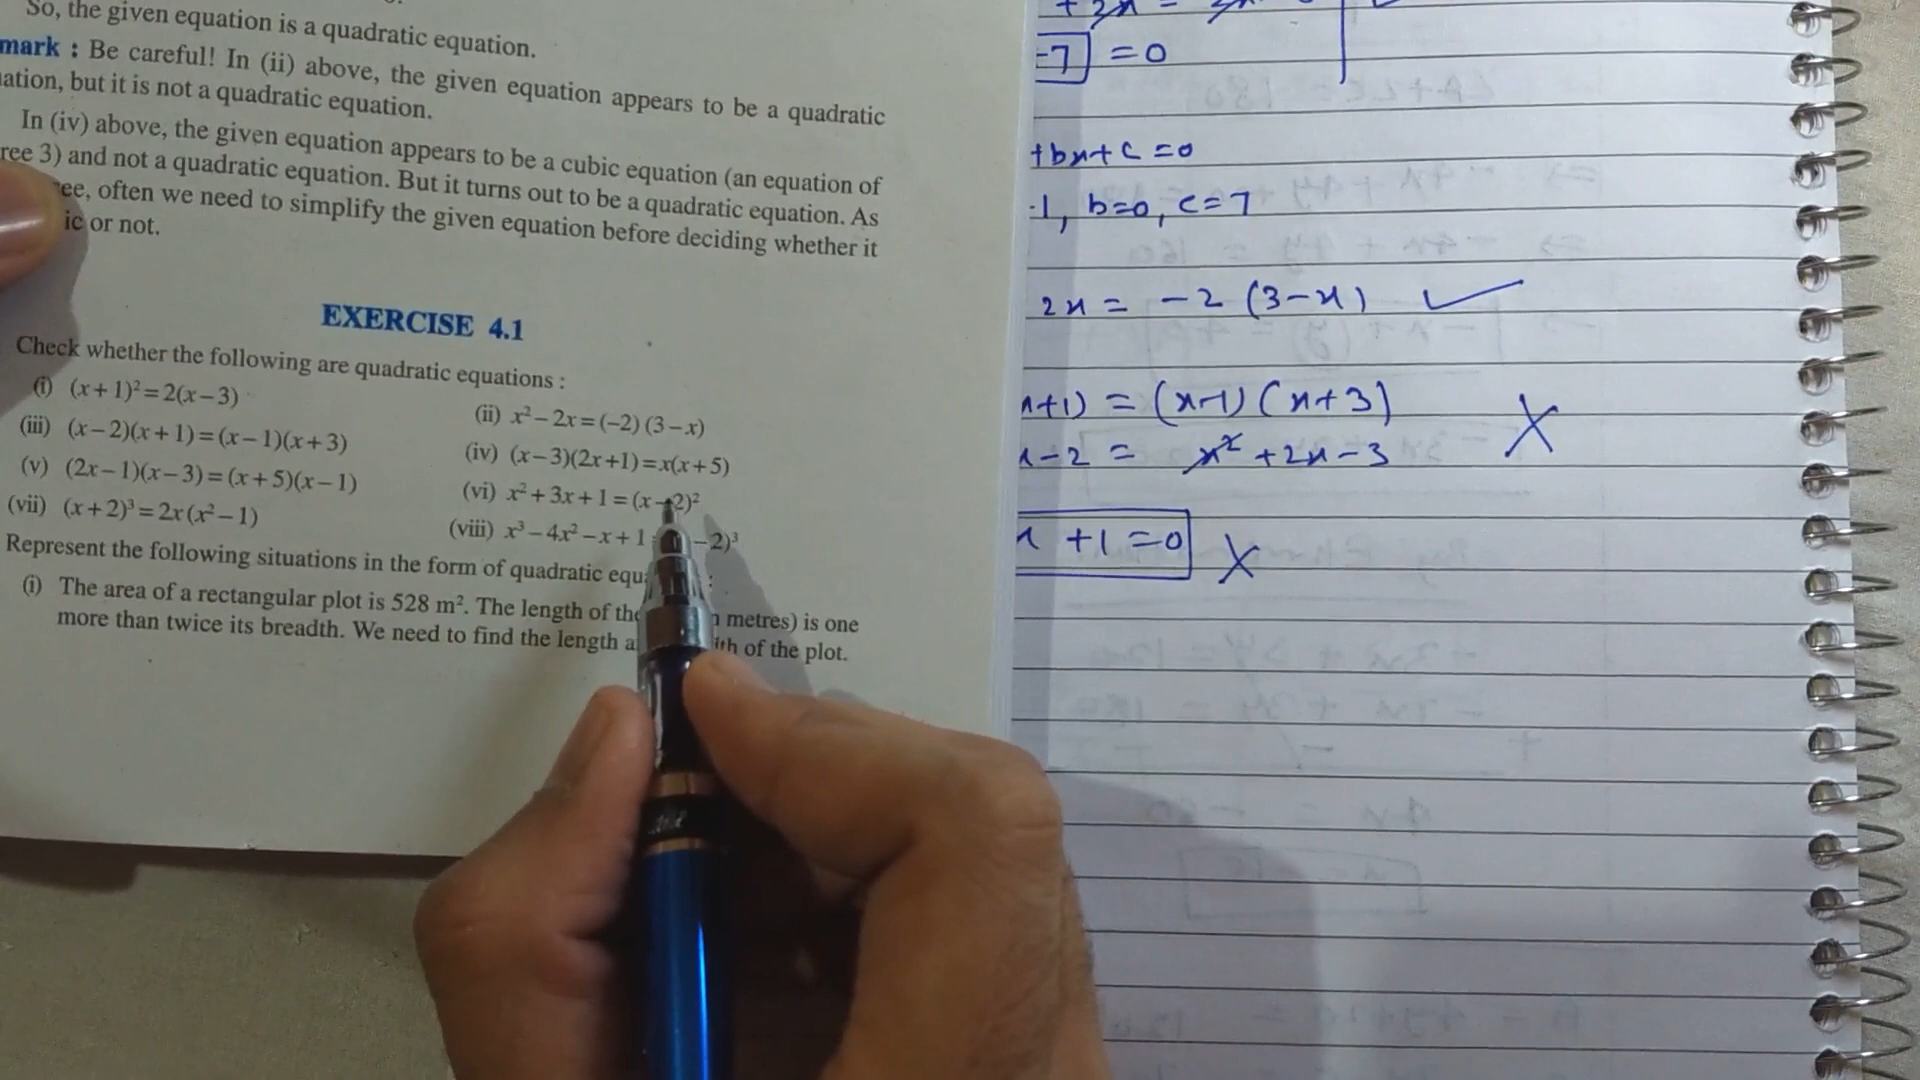 So, the given equation is a quadratic equation.
mark : Be careful! In (ii) above, the given equation appears to be a quadratic
ation, but it is not a quadratic equation.
In (iv) above, the given equation appears to be a cubic equation (an equation of
ree 3) and not a quadratic equation. But it turns out to be a quadratic equation. As
ee, often we need to simplify the given equation before deciding whether it
ic or not.
EXERCISE 4.1
Check whether the following are quadratic equations :
(i) (x + 1)² = 2(x – 3)
(ii) x² – 2x = (–2) (3 – x)
(iii) (x – 2)(x + 1) = (x – 1)(x + 3)
(iv) (x – 3)(2x +1) = x(x + 5)
(v) (2x – 1)(x – 3) = (x + 5)(x – 1)
(vi) x² + 3x + 1 = (x – 2)²
(vii) (x + 2)³ = 2x (x² – 1)
(viii) x³ – 4x² – x + 1 – 2)³
Represent the following situations in the form of quadratic equ :
(i) The area of a rectangular plot is 528 m². The length of the metres) is one
more than twice its breadth. We need to find the length a th of the plot.
-7 = 0
+bx+c =0
-1, b=0, c=7
2x = -2 (3-x) ✓
x+1) = (x-1) (x+3) X
x-2 = x² +2x-3
x +1 =0 X